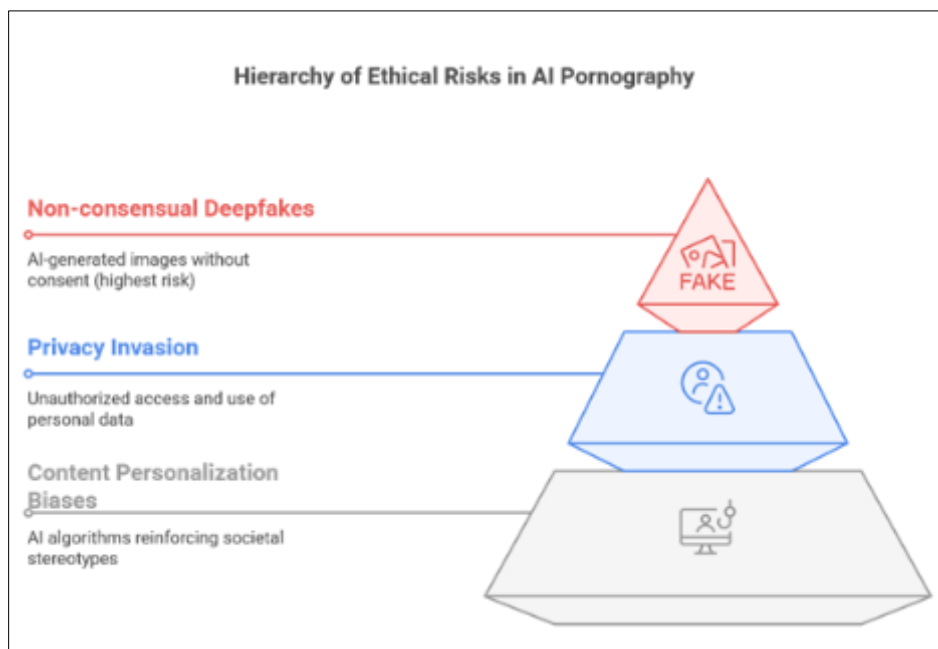 Hierarchy of Ethical Risks in AI Pornography
Non-consensual Deepfakes
AI-generated images without
consent (highest risk)
FAKE
Privacy Invasion
Unauthorized access and use of
personal data
Content Personalization
Biases
AI algorithms reinforcing societal
stereotypes